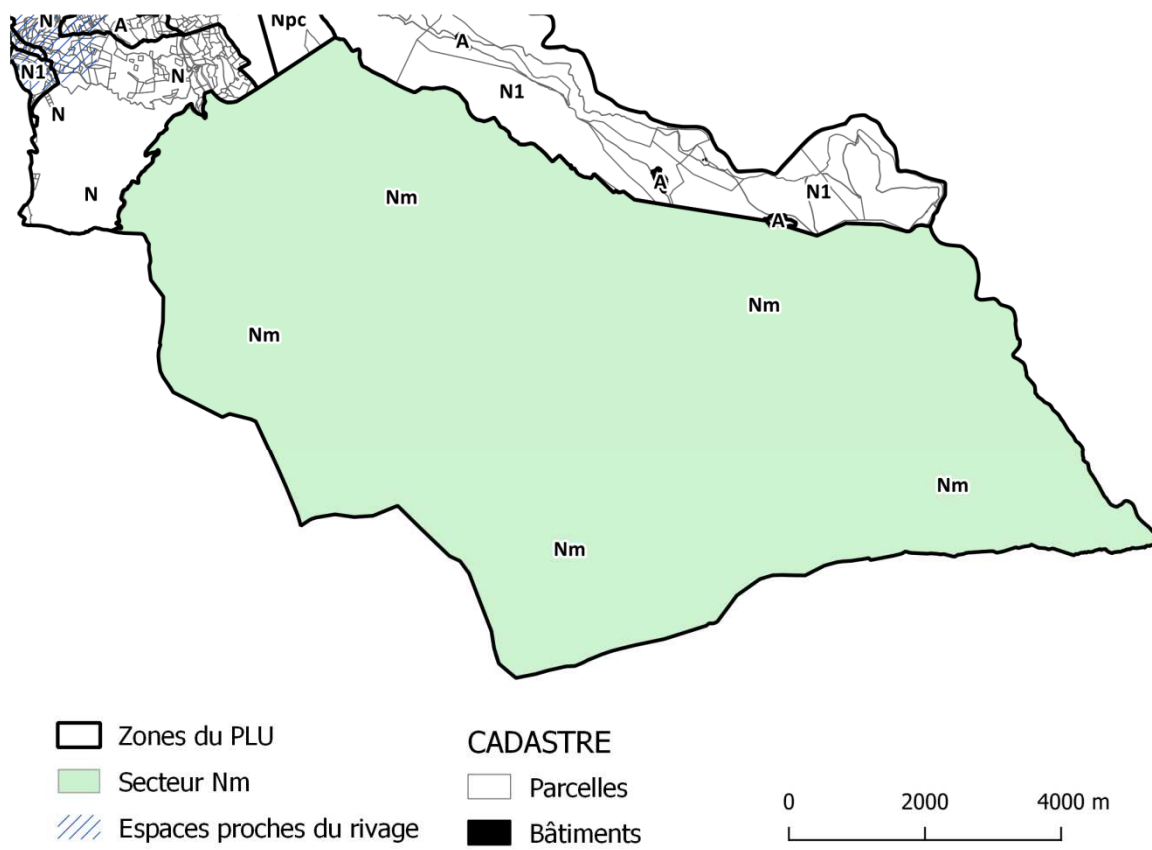 N
A
Npc
A
N1
N
N1
N
N
Nm
A
N1
A
Nm
Nm
Nm
Nm
Zones du PLU
Secteur Nm
Espaces proches du rivage
CADASTRE
Parcelles
Bâtiments
0 2000 4000 m